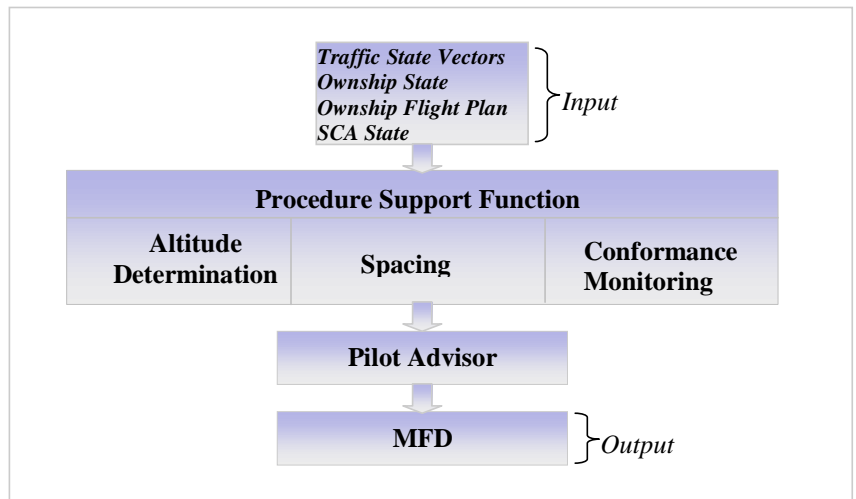 Traffic State Vectors
Ownship State
Ownship Flight Plan
SCA State
Input
Procedure Support Function
Altitude
Determination
Spacing
Conformance
Monitoring
Pilot Advisor
MFD
Output